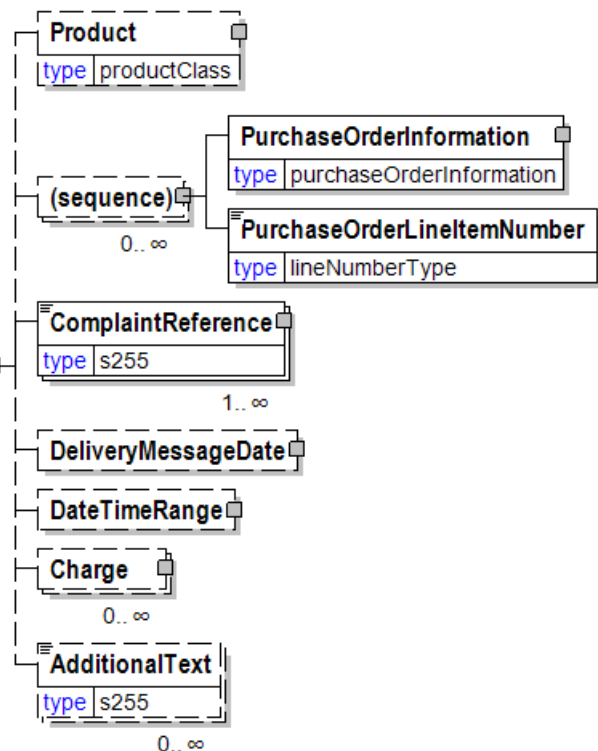 Product
type productClass
PurchaseOrderInformation
type purchaseOrderInformation
(sequence)
0.. ∞
PurchaseOrderLineItemNumber
type lineNumberType
ComplaintReference
type s255
1.. ∞
DeliveryMessageDate
DateTimeRange
Charge
0.. ∞
AdditionalText
type s255
0.. ∞